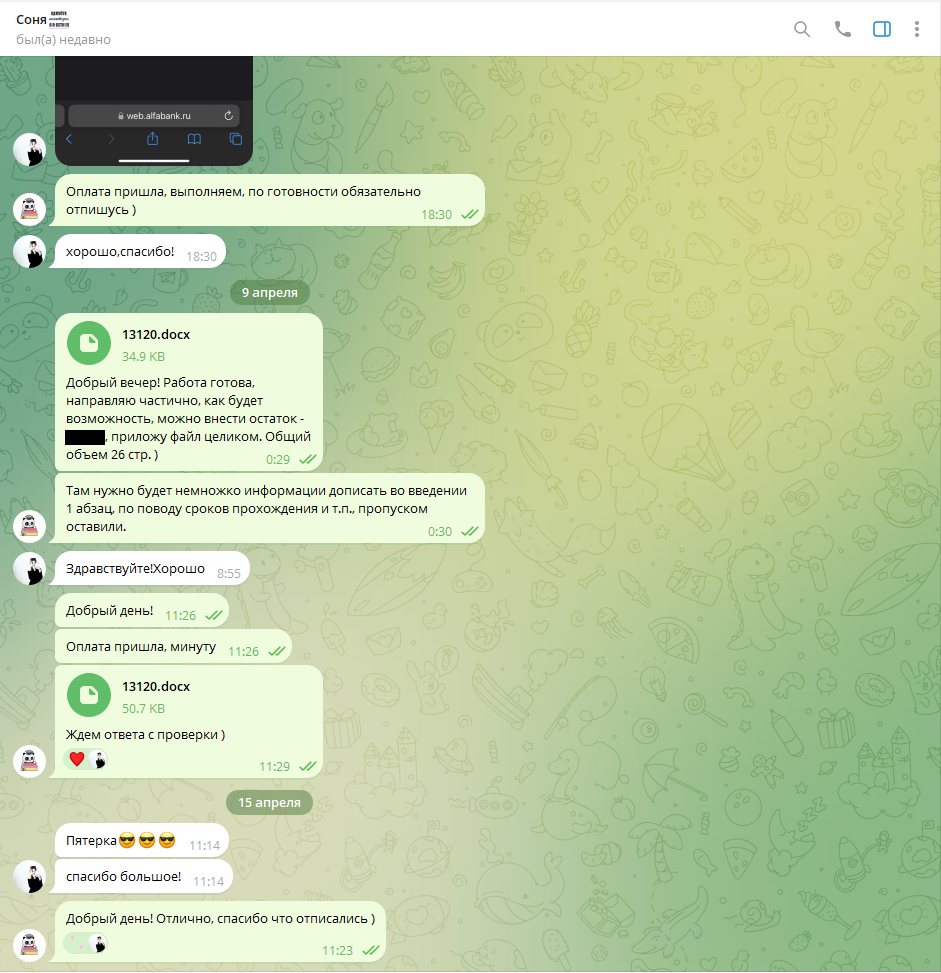 Соня
был(а) недавно
web.alfabank.ru
Оплата пришла, выполняем, по готовности обязательно
отпишусь )
18:30
хорошо,спасибо!
18:30
9 апреля
13120.docx
34.9 KB
Добрый вечер! Работа готова,
направляю частично, как будет
возможность, можно внести остаток -
, приложу файл целиком. Общий
объем 26 стр. )
0:29
Там нужно будет немножко информации дописать во введении
1 абзац, по поводу сроков прохождения и т.п., пропуском
оставили.
0:30
Здравствуйте!Хорошо
8:55
Добрый день!
11:26
Оплата пришла, минуту
11:26
13120.docx
50.7 KB
Ждем ответа с проверки )
11:29
15 апреля
Пятерка😎😎😎
11:14
спасибо большое!
11:14
Добрый день! Отлично, спасибо что отписались )
11:23